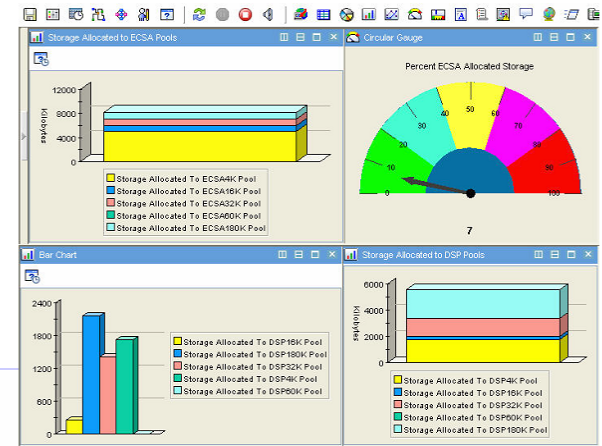 Storage Allocated to ECSA Pools
Circular Gauge
Percent ECSA Allocated Storage
12000
8000
4000
0
Kilobytes
Storage Allocated To ECSA4K Pool
Storage Allocated To ECSA16K Pool
Storage Allocated To ECSA32K Pool
Storage Allocated To ECSA60K Pool
Storage Allocated To ECSA180K Pool
0
10
20
30
40
50
60
70
80
90
100
7
Bar Chart
Storage Allocated to DSP Pools
2400
1800
1200
600
0
Storage Allocated To DSP16K Pool
Storage Allocated To DSP180K Pool
Storage Allocated To DSP32K Pool
Storage Allocated To DSP4K Pool
Storage Allocated To DSP60K Pool
6000
4000
2000
0
Kilobytes
Storage Allocated To DSP4K Pool
Storage Allocated To DSP16K Pool
Storage Allocated To DSP32K Pool
Storage Allocated To DSP60K Pool
Storage Allocated To DSP180K Pool